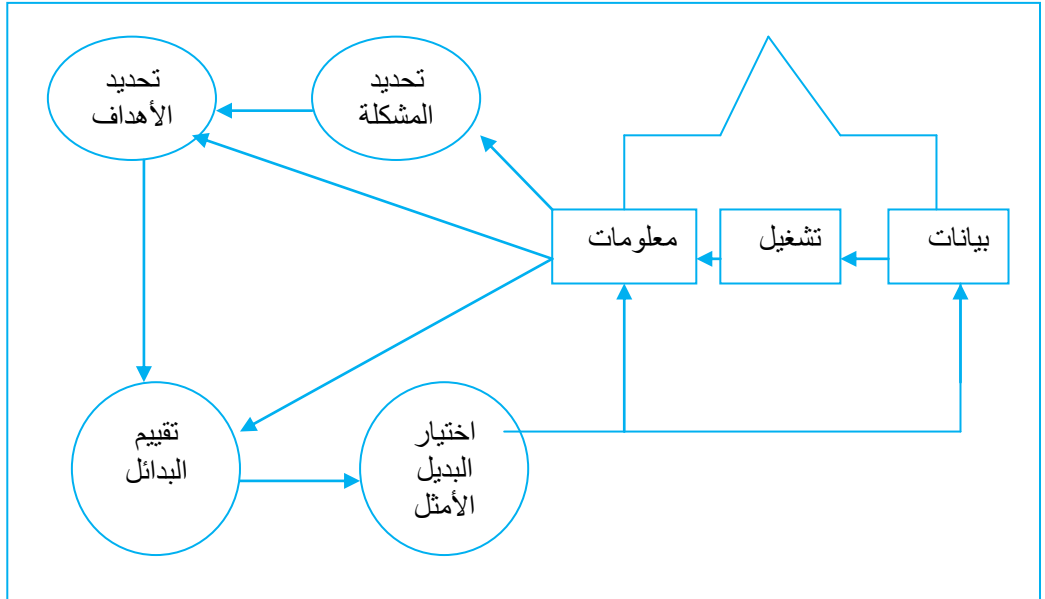 تحديد
المشكلة
تحديد
الأهداف
بيانات
تشغيل
معلومات
اختيار
البديل
الأمثل
تقييم
البدائل